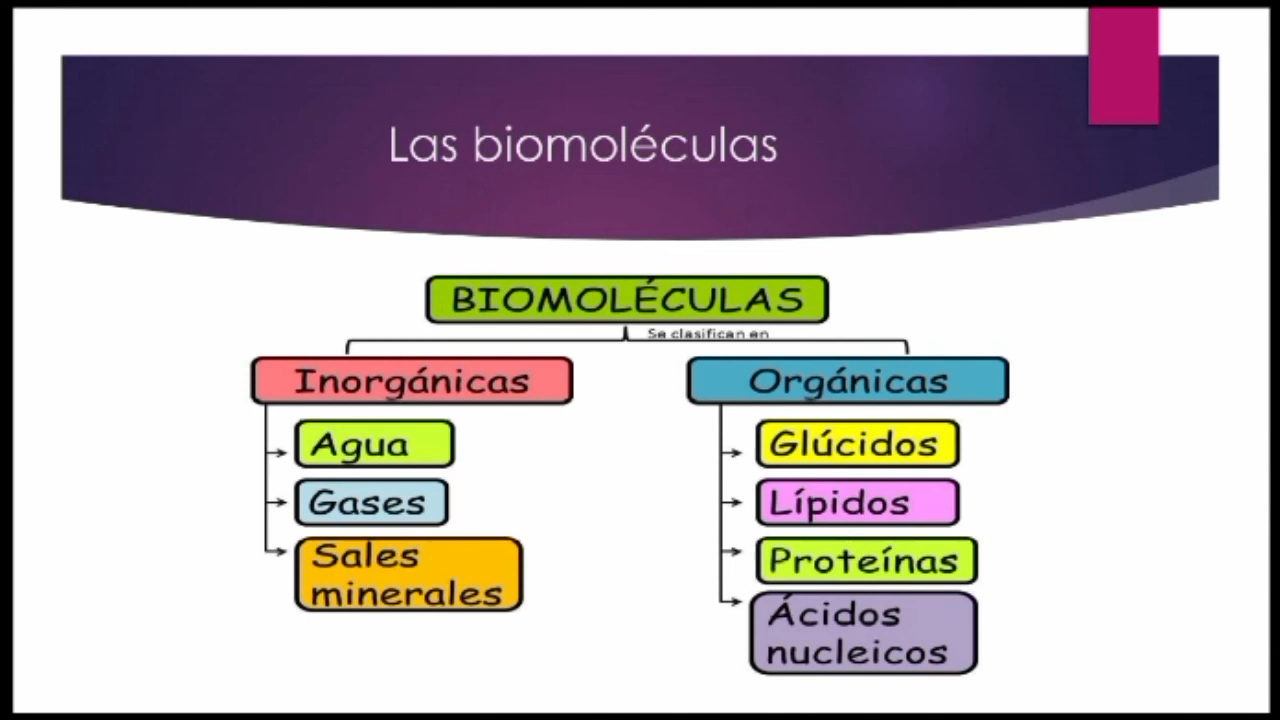 Las biomoléculas
BIOMOLÉCULAS
Se clasifican en
Inorgánicas
Agua
Gases
Sales
minerales
Orgánicas
Glúcidos
Lípidos
Proteínas
Ácidos
nucleicos